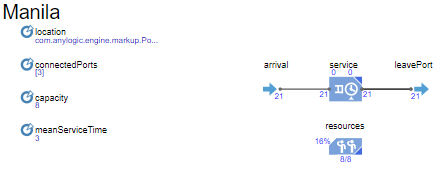 Manila
location
com.anylogic.engine.markup.Po...
connectedPorts
[3]
capacity
8
meanServiceTime
3
arrival
service
leavePort
0 0
21
21
21
21
resources
16%
8/8